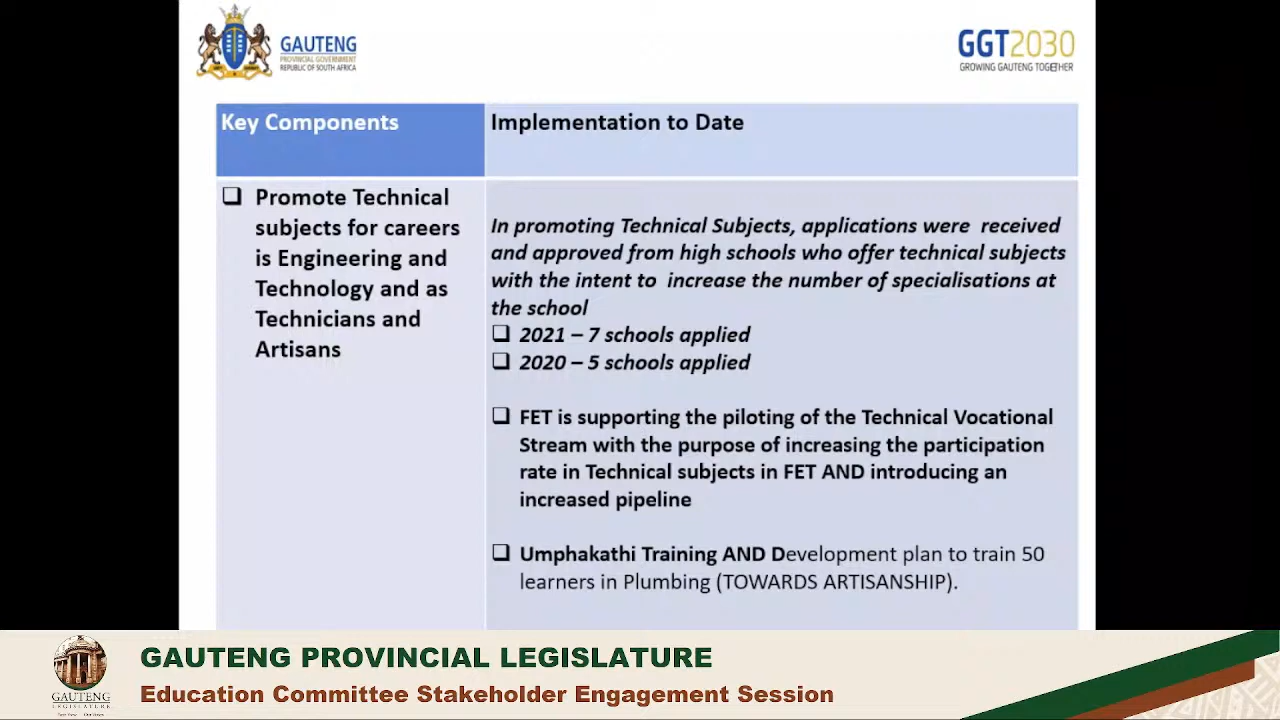 GAUTENG
PROVINCIAL GOVERNMENT
REPUBLIC OF SOUTH AFRICA
GGT2030
GROWING GAUTENG TOGETHER
Key Components
Implementation to Date
❑ Promote Technical
subjects for careers
is Engineering and
Technology and as
Technicians and
Artisans
In promoting Technical Subjects, applications were received
and approved from high schools who offer technical subjects
with the intent to increase the number of specialisations at
the school
❑ 2021 – 7 schools applied
❑ 2020 – 5 schools applied
❑ FET is supporting the piloting of the Technical Vocational
Stream with the purpose of increasing the participation
rate in Technical subjects in FET AND introducing an
increased pipeline
❑ Umphakathi Training AND Development plan to train 50
learners in Plumbing (TOWARDS ARTISANSHIP).
GAUTENG PROVINCIAL LEGISLATURE
Education Committee Stakeholder Engagement Session
GAUTENG
LEGISLATURE